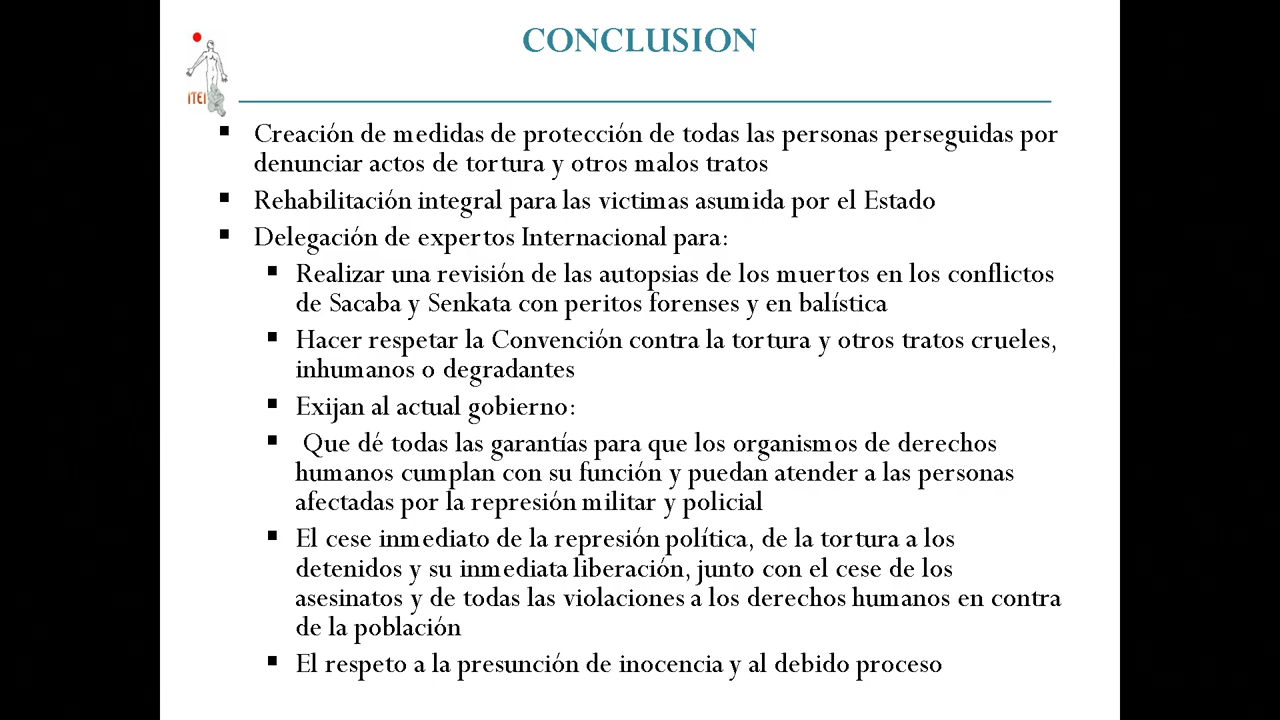 CONCLUSION
ITEI
▪ Creación de medidas de protección de todas las personas perseguidas por
denunciar actos de tortura y otros malos tratos
▪ Rehabilitación integral para las victimas asumida por el Estado
▪ Delegación de expertos Internacional para:
▪ Realizar una revisión de las autopsias de los muertos en los conflictos
de Sacaba y Senkata con peritos forenses y en balística
▪ Hacer respetar la Convención contra la tortura y otros tratos crueles,
inhumanos o degradantes
▪ Exijan al actual gobierno:
▪ Que dé todas las garantías para que los organismos de derechos
humanos cumplan con su función y puedan atender a las personas
afectadas por la represión militar y policial
▪ El cese inmediato de la represión política, de la tortura a los
detenidos y su inmediata liberación, junto con el cese de los
asesinatos y de todas las violaciones a los derechos humanos en contra
de la población
▪ El respeto a la presunción de inocencia y al debido proceso